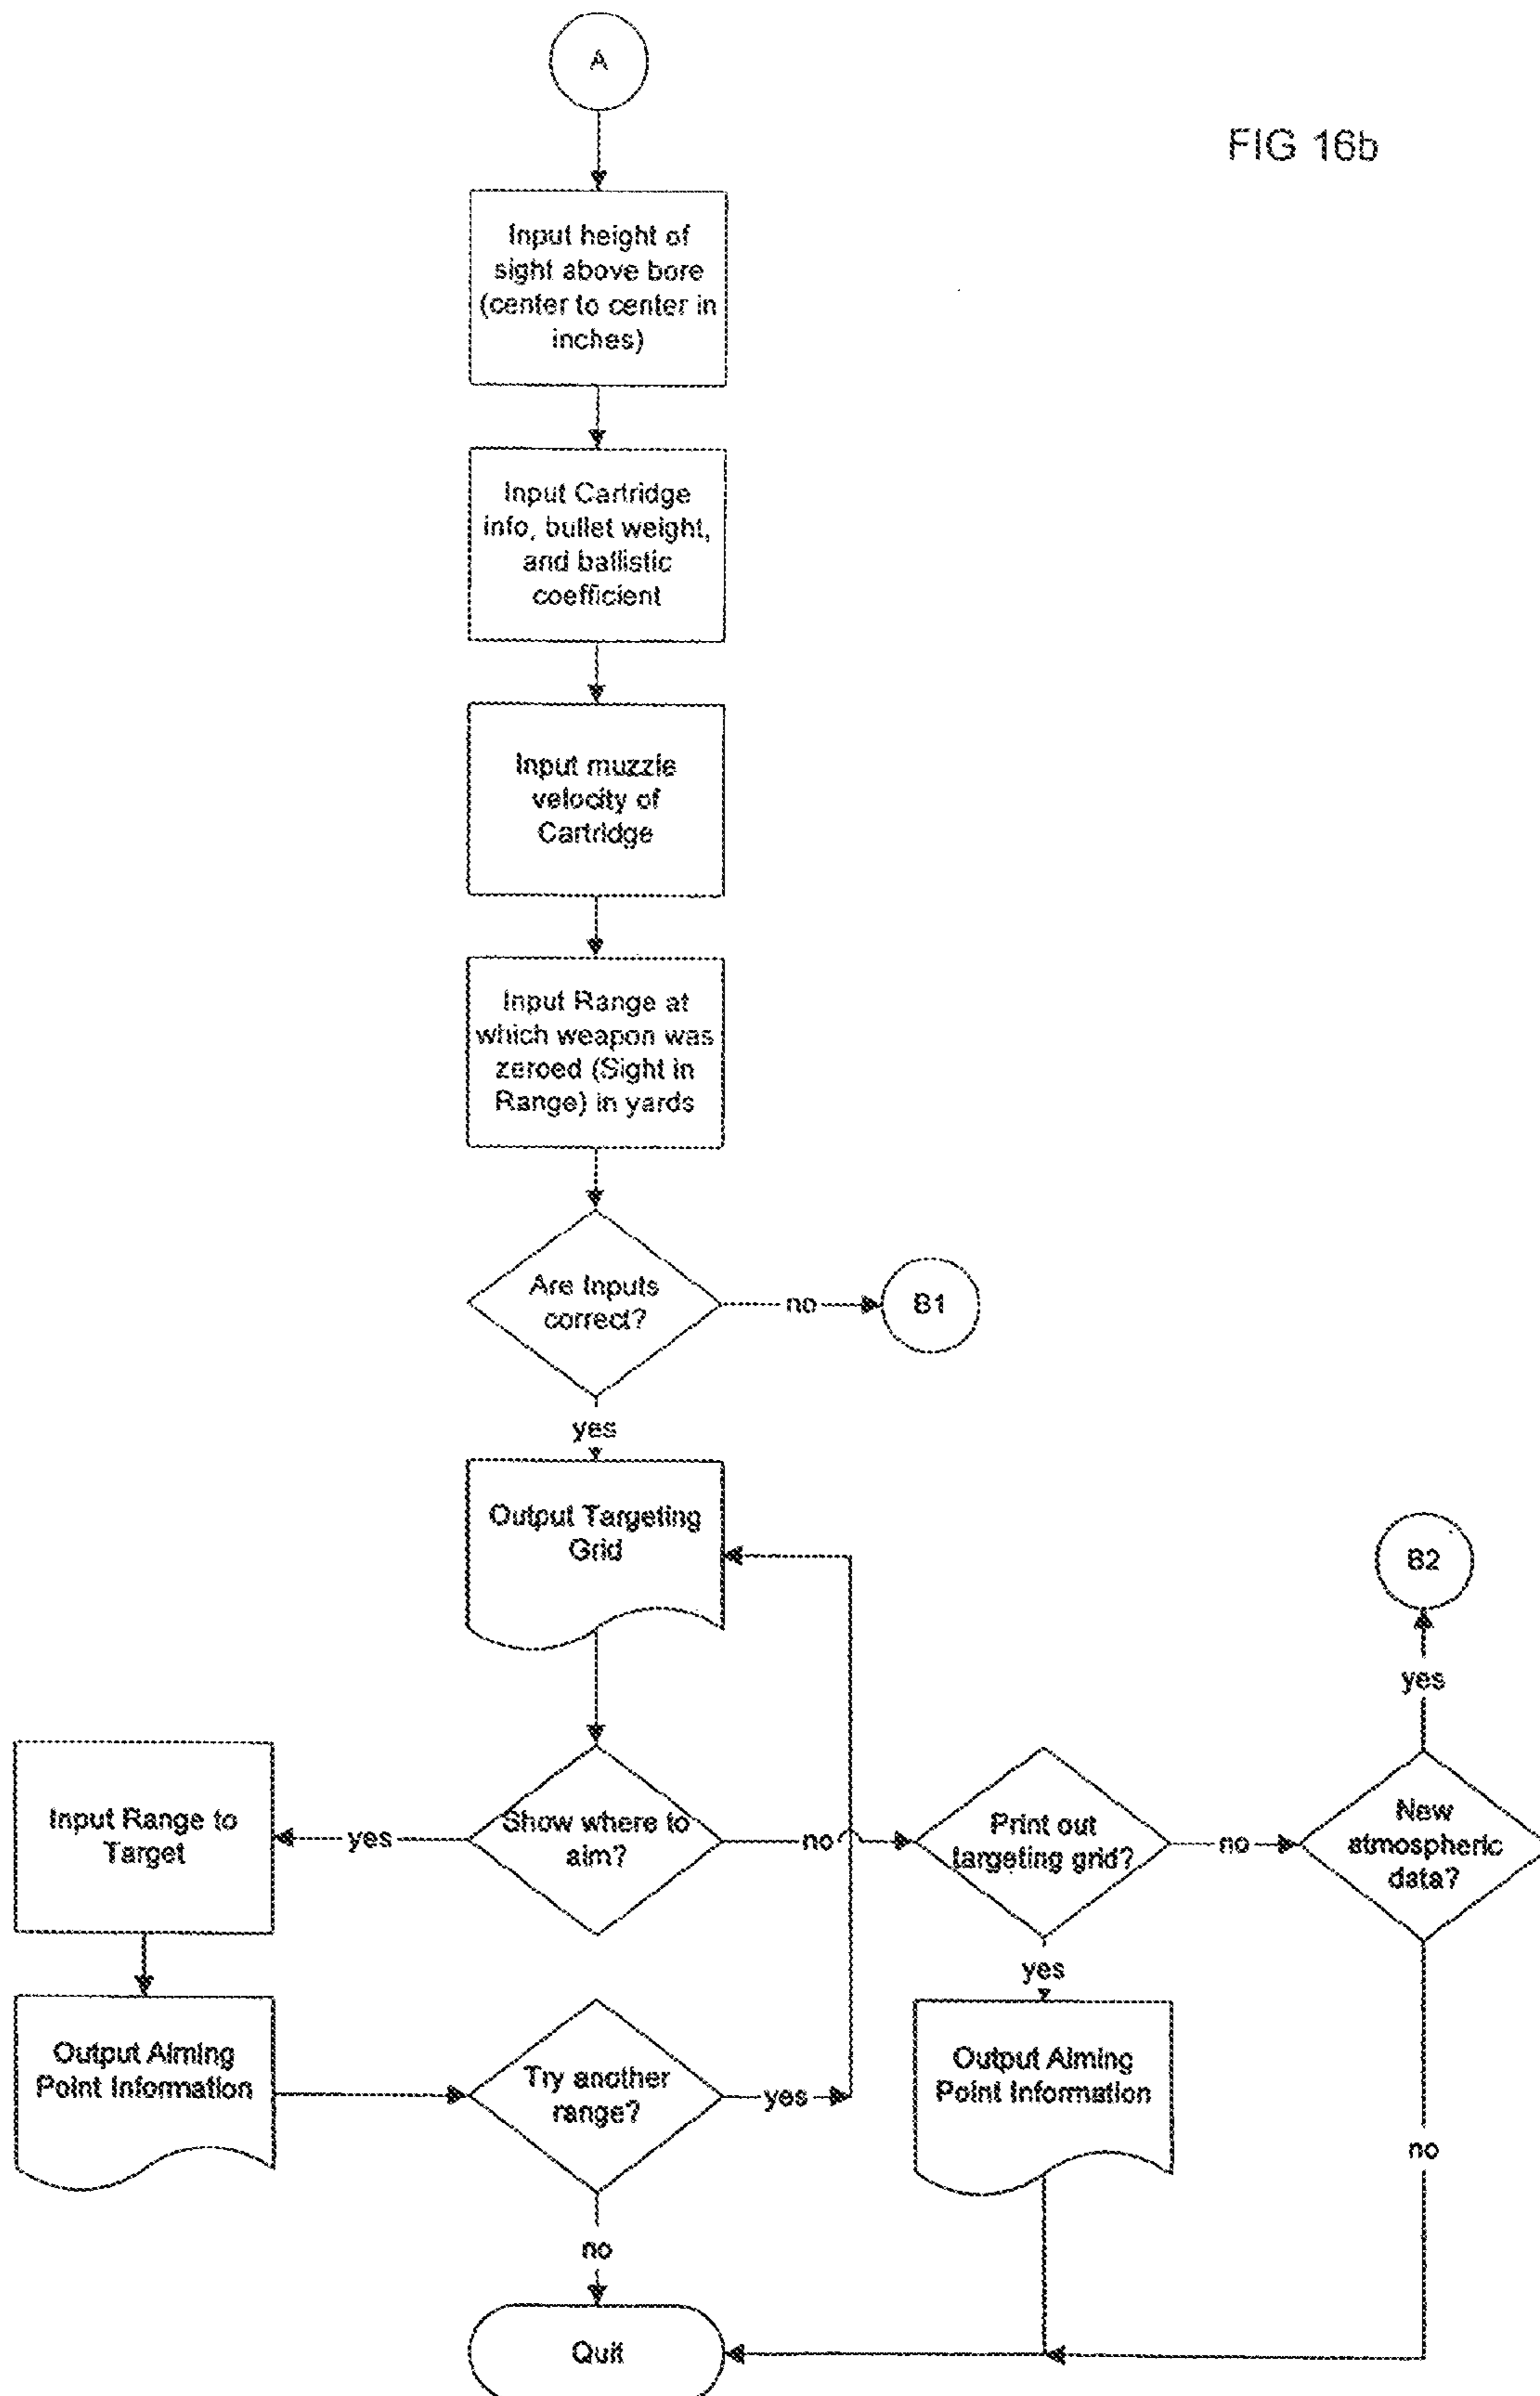 A
FIG 16b
Input height of
sight above bore
(center to center in
inches)
Input Cartridge
info, bullet weight,
and ballistic
coefficient
Input muzzle
velocity of
Cartridge
Input Range at
which weapon was
zeroed (Sight in
Range) in yards
Are Inputs
correct?
no
B1
yes
Output Targeting
Grid
B2
yes
Input Range to
Target
yes
Show where to
aim?
no
Print out
targeting grid?
no
New
atmospheric
data?
yes
Output Aiming
Point Information
Try another
range?
yes
Output Aiming
Point Information
no
no
Quit